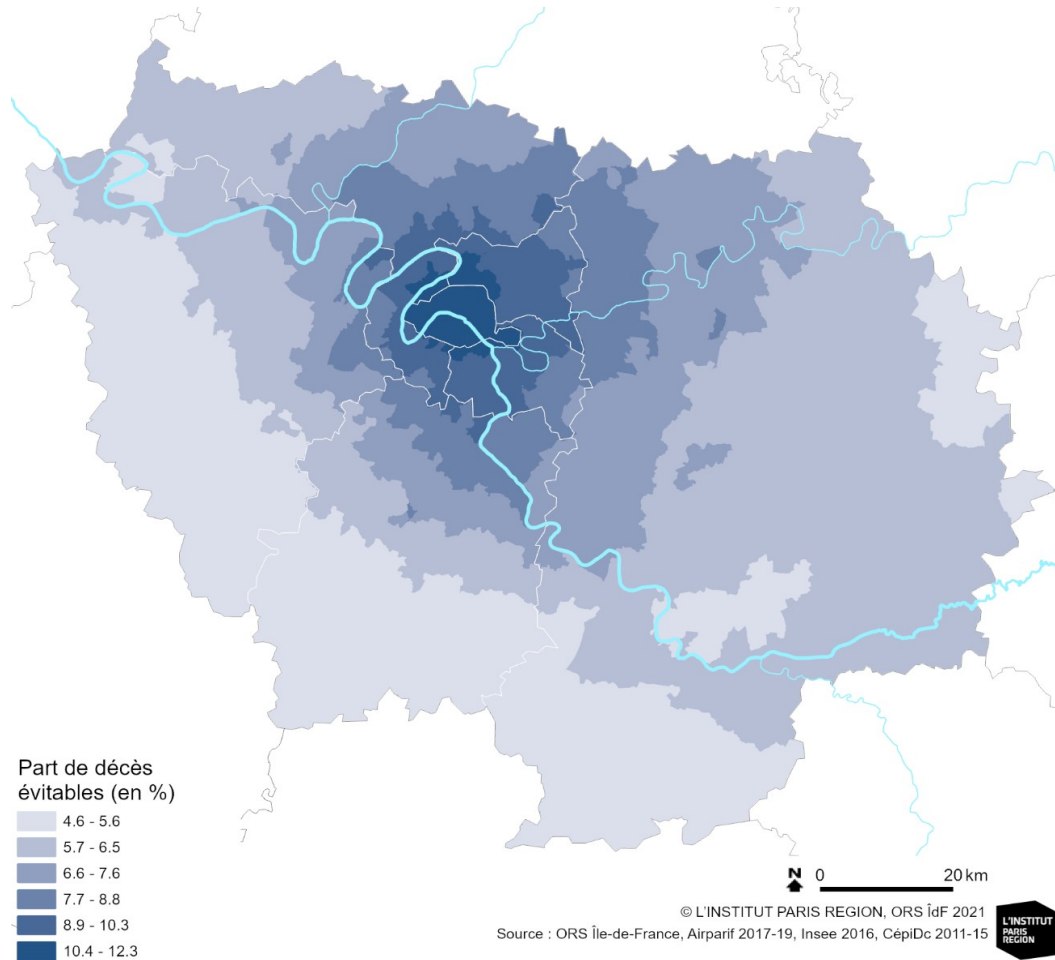 Part de décès
évitables (en %)
4.6 - 5.6
5.7 - 6.5
6.6 - 7.6
7.7 - 8.8
8.9 - 10.3
10.4 - 12.3
N 0 20 km
© L'INSTITUT PARIS REGION, ORS ÎdF 2021
Source : ORS Île-de-France, Airparif 2017-19, Insee 2016, CépiDc 2011-15
L'INSTITUT
PARIS
REGION